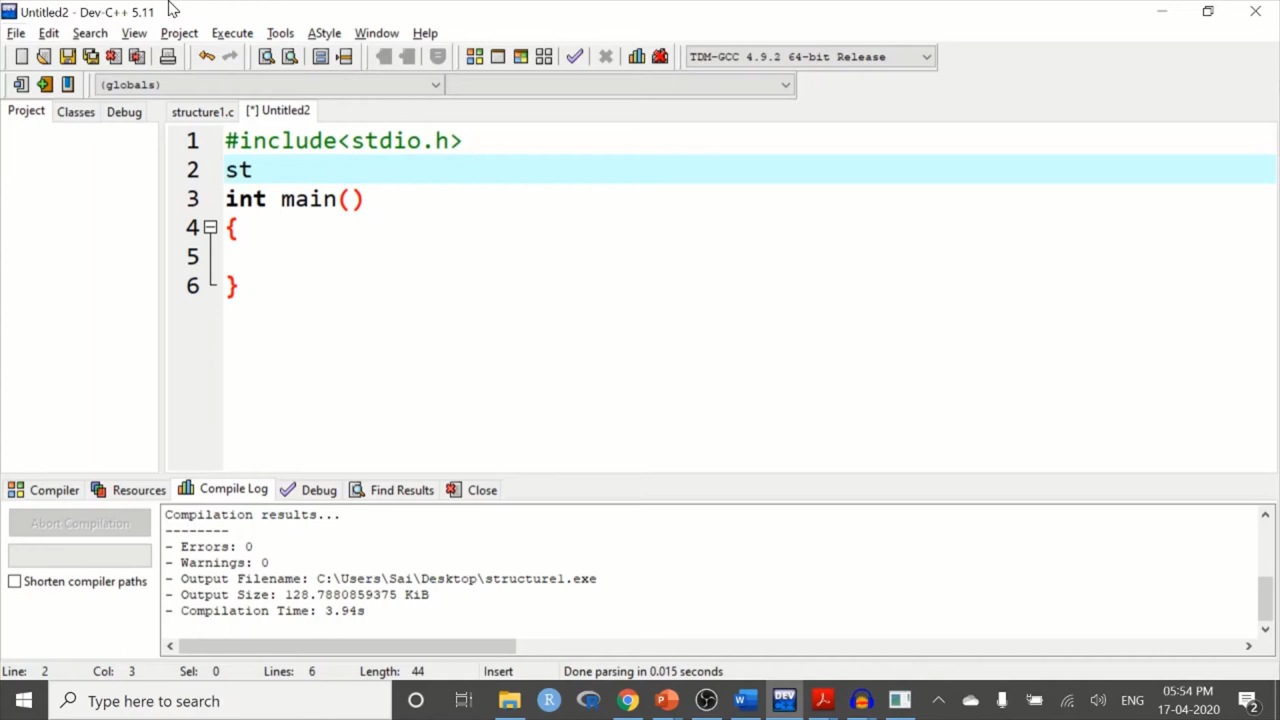 Untitled2 - Dev-C++ 5.11
File Edit Search View Project Execute Tools AStyle Window Help
TDM-GCC 4.9.2 64-bit Release
(globals)
Project Classes Debug structure1.c [*] Untitled2
1 #include<stdio.h>
2 st
3 int main()
4 {
5
6 }
Compiler Resources Compile Log Debug Find Results Close
Abort Compilation
Shorten compiler paths
Compilation results...
--------
- Errors: 0
- Warnings: 0
- Output Filename: C:\Users\Sai\Desktop\structure1.exe
- Output Size: 128.7880859375 KiB
- Compilation Time: 3.94s
Line: 2 Col: 3 Sel: 0 Lines: 6 Length: 44 Insert Done parsing in 0.015 seconds
Type here to search
DEV
ENG
05:54 PM
17-04-2020
2